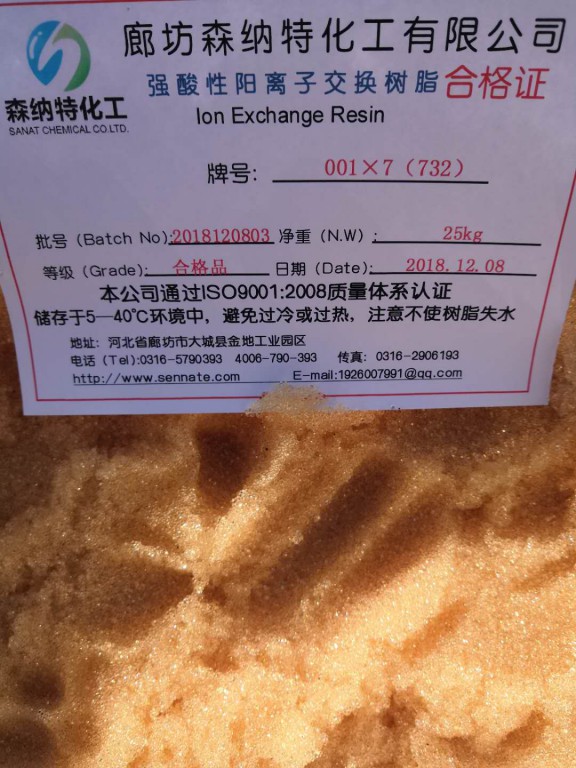 廊坊森纳特化工有限公司
森纳特化工
SANAT CHEMICAL CO.LTD.
强酸性阳离子交换树脂 合格证
Ion Exchange Resin
牌号: 001×7(732)
批号(Batch No):2018120803 净重(N.W): 25kg
等级(Grade): 合格品 日期(Date): 2018.12.08
本公司通过ISO9001:2008质量体系认证
储存于5—40℃环境中，避免过冷或过热，注意不使树脂失水
地址: 河北省廊坊市大城县金地工业园区
电话(Tel):0316-5790393 4006-790-393 传真: 0316-2906193
http://www.sennate.com E-mail:1926007991@qq.com